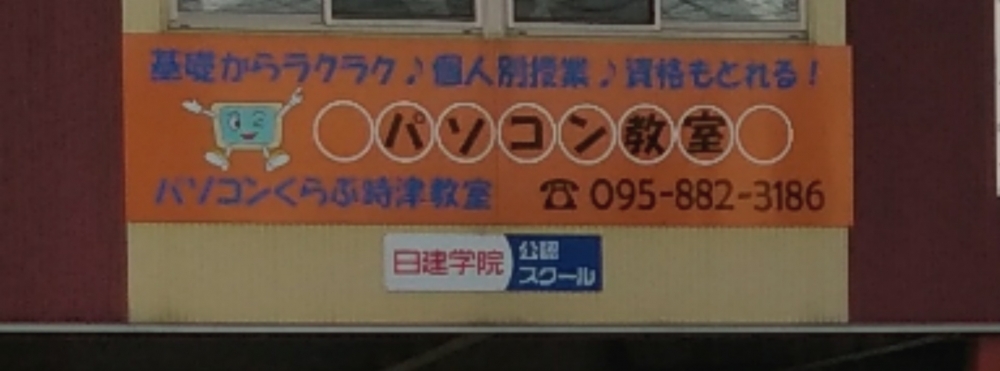 基礎からラクラク♪個人別授業♪資格もとれる!
○パソコン教室○
パソコンくらぶ時津教室 ☎095-882-3186
日建学院 公認スクール